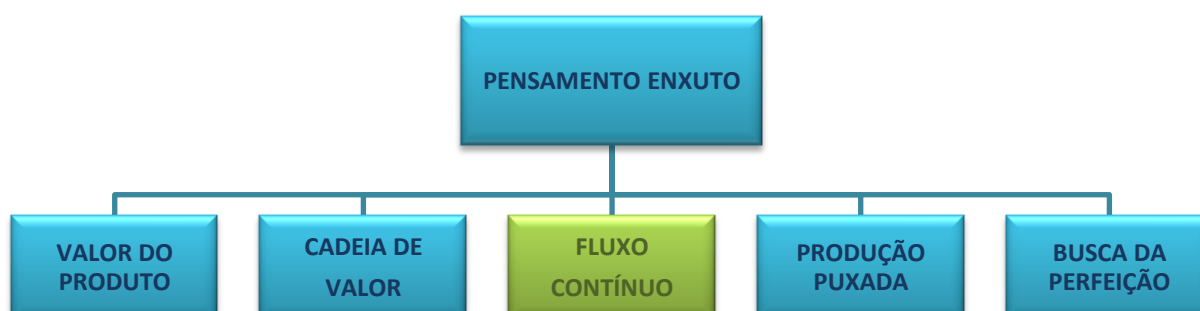 PENSAMENTO ENXUTO
VALOR DO
PRODUTO
CADEIA DE
VALOR
FLUXO
CONTÍNUO
PRODUÇÃO
PUXADA
BUSCA DA
PERFEIÇÃO